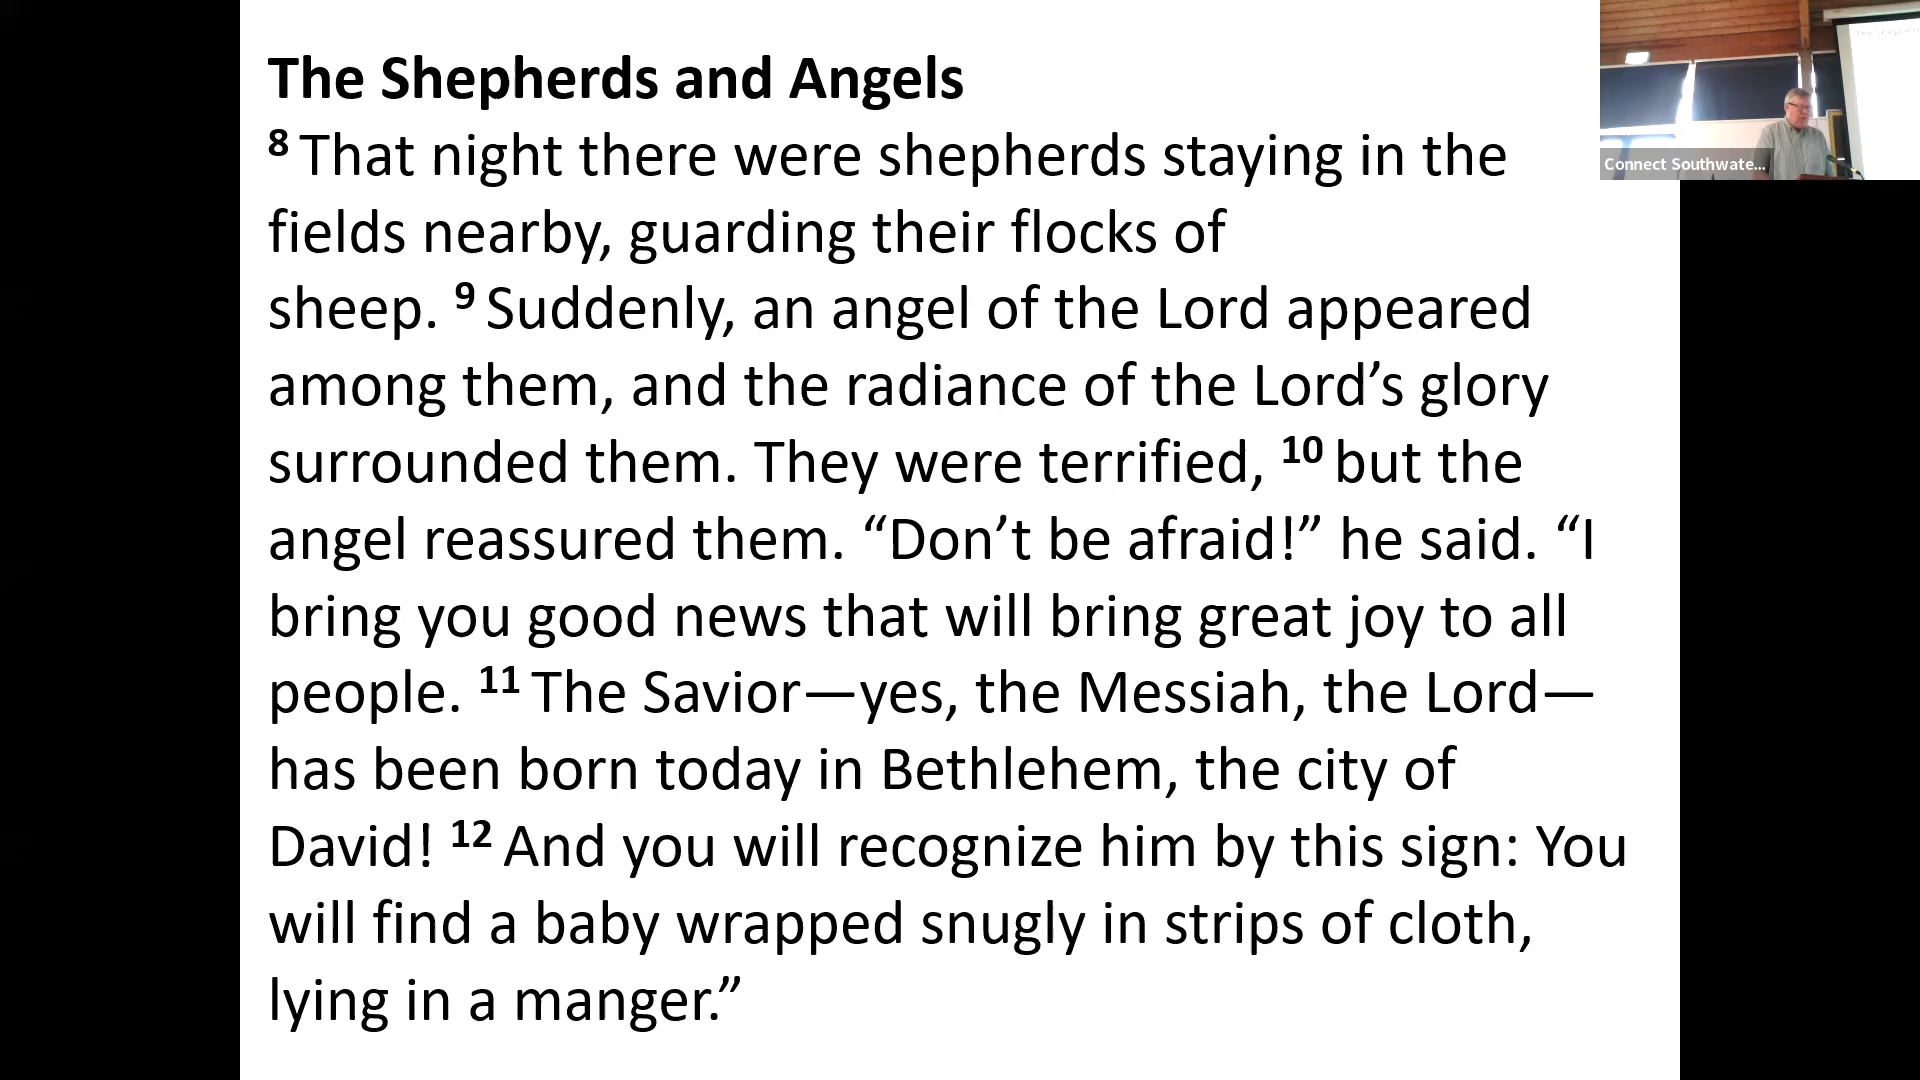 The Shepherds and Angels
8 That night there were shepherds staying in the
fields nearby, guarding their flocks of
sheep. 9 Suddenly, an angel of the Lord appeared
among them, and the radiance of the Lord’s glory
surrounded them. They were terrified, 10 but the
angel reassured them. “Don’t be afraid!” he said. “I
bring you good news that will bring great joy to all
people. 11 The Savior—yes, the Messiah, the Lord—
has been born today in Bethlehem, the city of
David! 12 And you will recognize him by this sign: You
will find a baby wrapped snugly in strips of cloth,
lying in a manger.”
Connect Southwate...